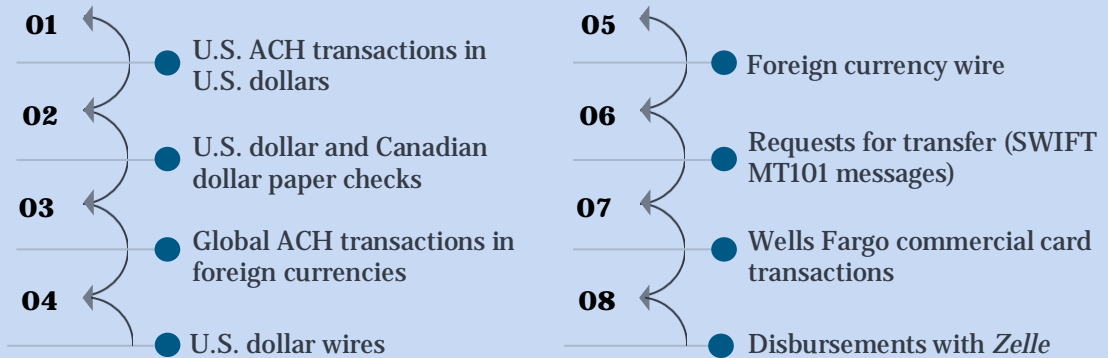 01
U.S. ACH transactions in
U.S. dollars
02
U.S. dollar and Canadian
dollar paper checks
03
Global ACH transactions in
foreign currencies
04
U.S. dollar wires
05
Foreign currency wire
06
Requests for transfer (SWIFT
MT101 messages)
07
Wells Fargo commercial card
transactions
08
Disbursements with Zelle